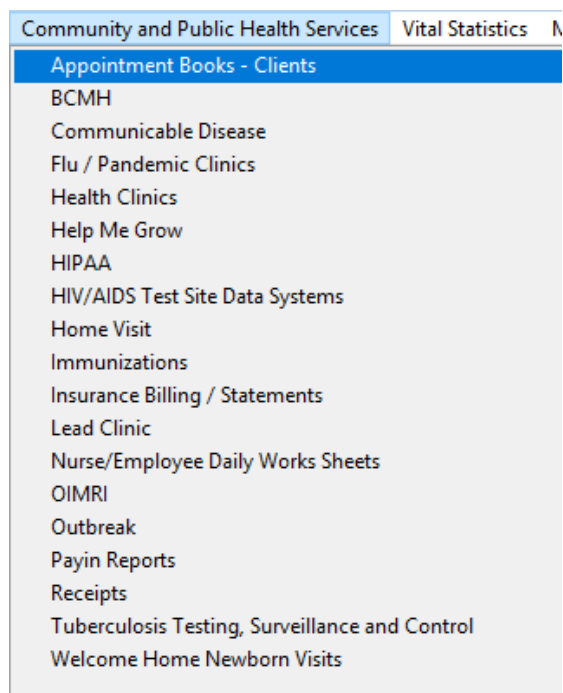 Community and Public Health Services Vital Statistics M
Appointment Books - Clients
BCMH
Communicable Disease
Flu / Pandemic Clinics
Health Clinics
Help Me Grow
HIPAA
HIV/AIDS Test Site Data Systems
Home Visit
Immunizations
Insurance Billing / Statements
Lead Clinic
Nurse/Employee Daily Works Sheets
OIMRI
Outbreak
Payin Reports
Receipts
Tuberculosis Testing, Surveillance and Control
Welcome Home Newborn Visits